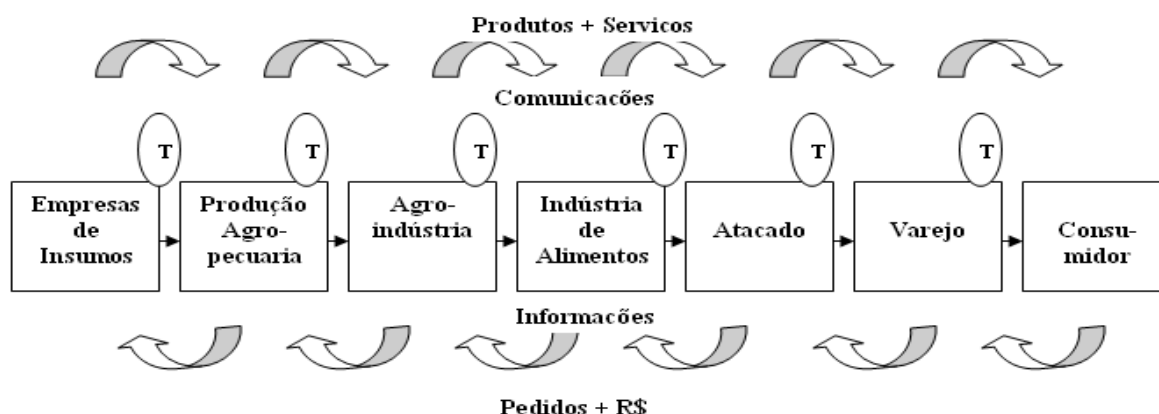 Produtos + Servicos
Comunicacões
T T T T T T
Empresas
de
Insumos
Produção
Agro-
pecuaria
Agro-
indústria
Indústria
de
Alimentos
Atacado
Varejo
Consu-
midor
Informacões
Pedidos + R$